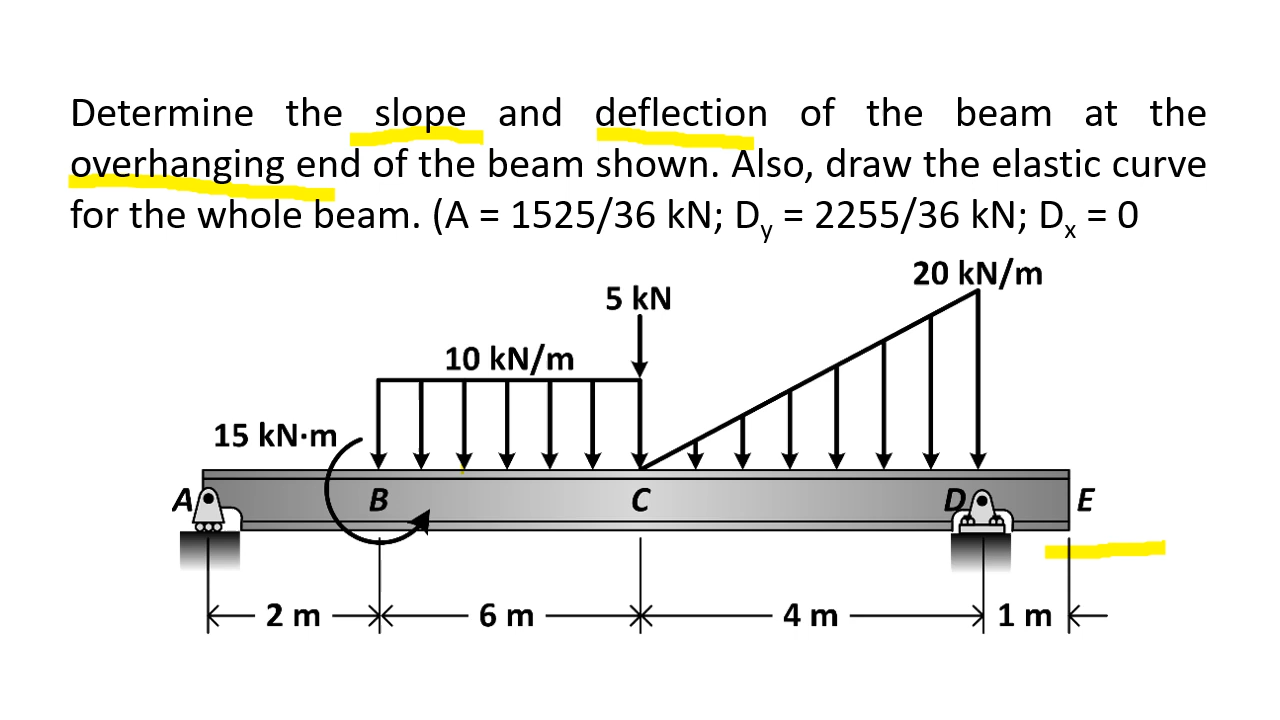 Determine the slope and deflection of the beam at the
overhanging end of the beam shown. Also, draw the elastic curve
for the whole beam. (A = 1525/36 kN; Dy = 2255/36 kN; Dx = 0
20 kN/m
5 kN
10 kN/m
15 kN·m
A B C D E
2 m 6 m 4 m 1 m